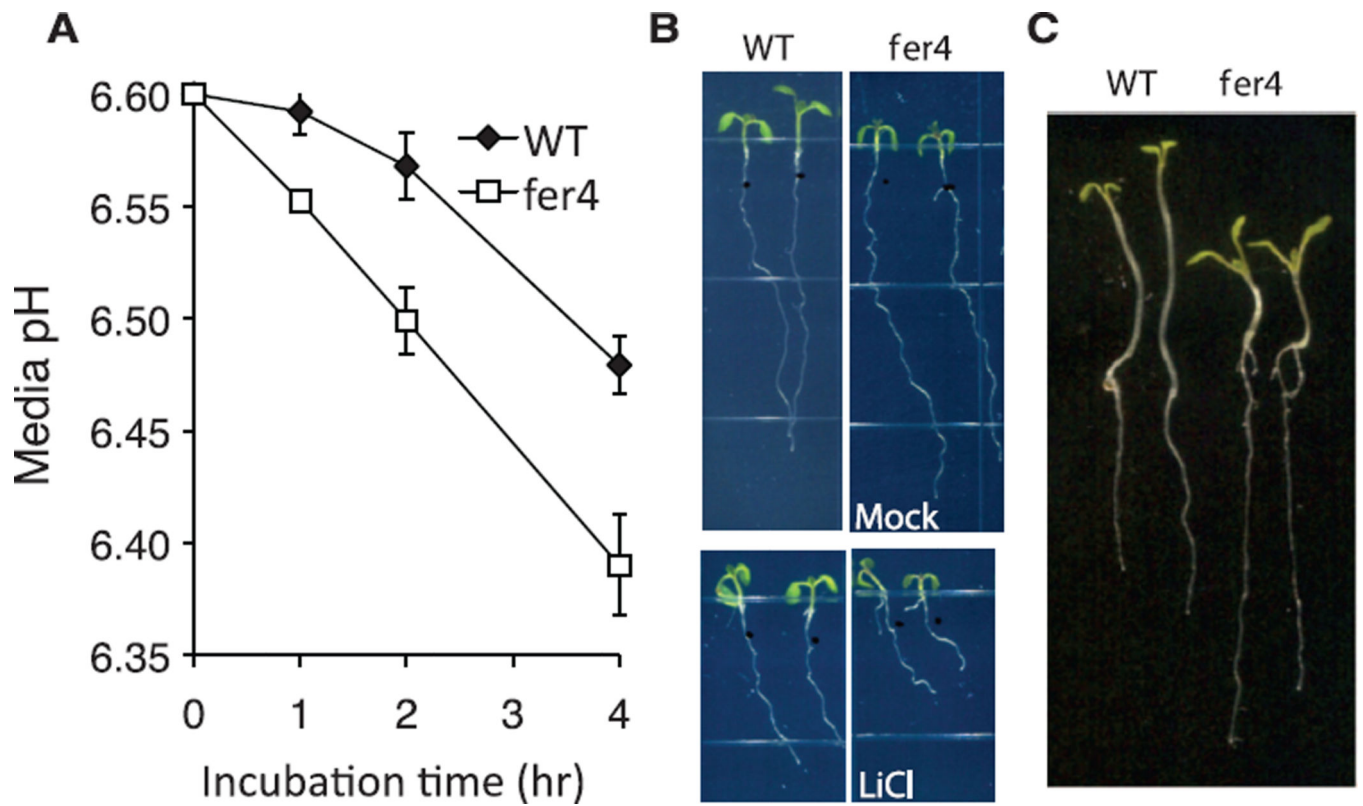 A
B
C
WT
fer4
WT
fer4
6.60
6.55
6.50
6.45
6.40
6.35
WT
fer4
Media pH
0
1
2
3
4
Incubation time (hr)
Mock
LiCl